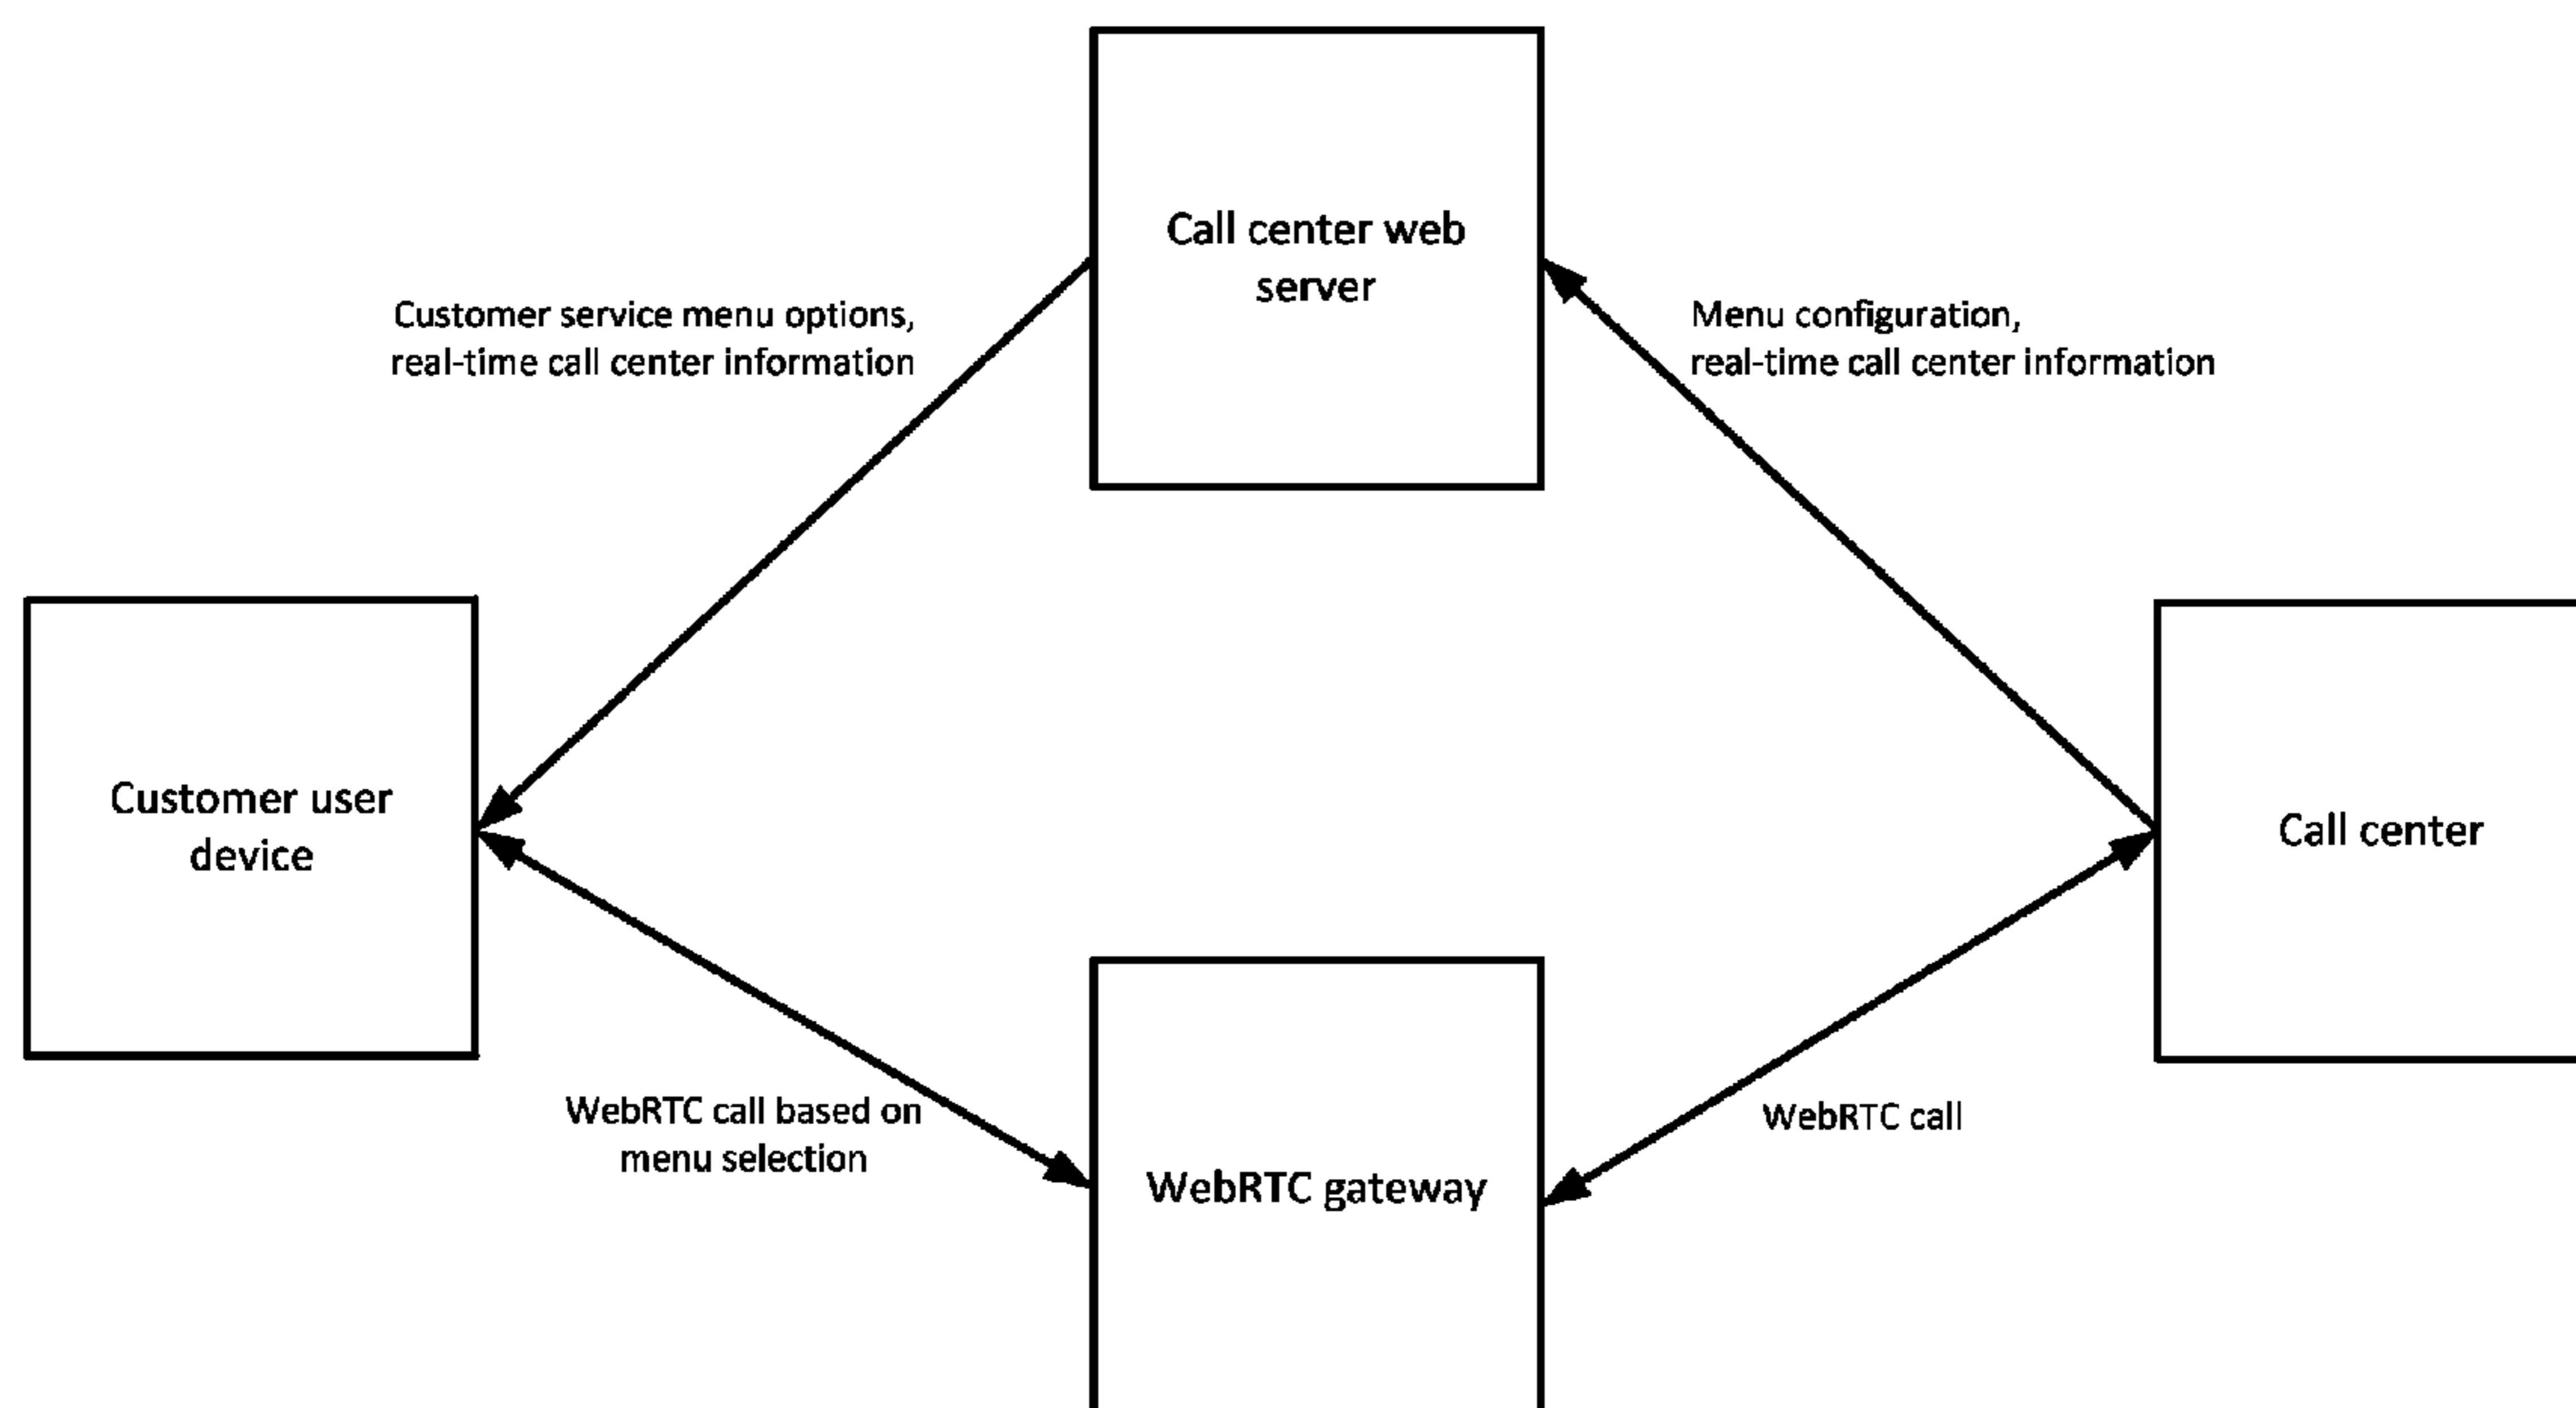 Call center web
server
Customer service menu options,
real-time call center information
Menu configuration,
real-time call center information
Customer user
device
Call center
WebRTC call based on
menu selection
WebRTC call
WebRTC gateway